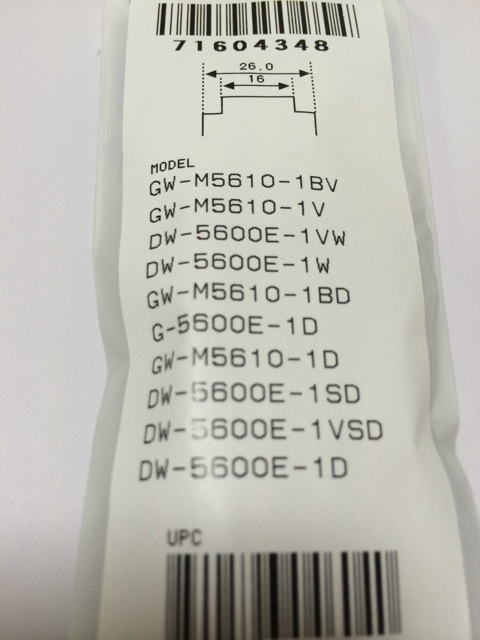 71604348
26.0
16
MODEL
GW-M5610-1BV
GW-M5610-1V
DW-5600E-1VW
DW-5600E-1W
GW-M5610-1BD
G-5600E-1D
GW-M5610-1D
DW-5600E-1SD
DW-5600E-1VSD
DW-5600E-1D
UPC